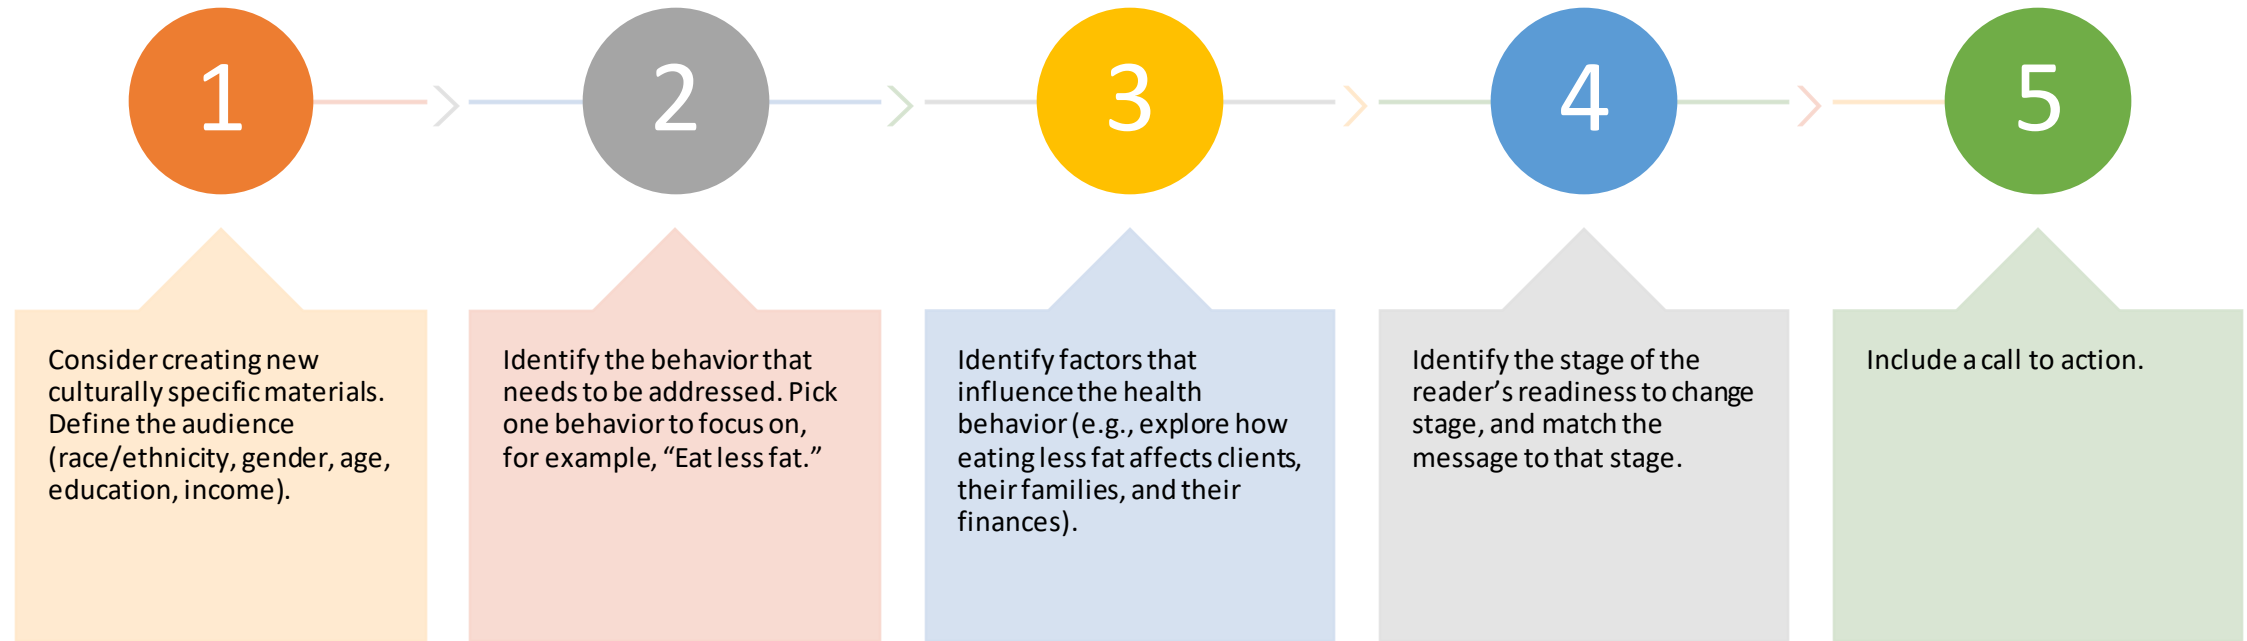 1
Consider creating new
culturally specific materials.
Define the audience
(race/ethnicity, gender, age,
education, income).
2
Identify the behavior that
needs to be addressed. Pick
one behavior to focus on,
for example, “Eat less fat.”
3
Identify factors that
influence the health
behavior (e.g., explore how
eating less fat affects clients,
their families, and their
finances).
4
Identify the stage of the
reader’s readiness to change
stage, and match the
message to that stage.
5
Include a call to action.